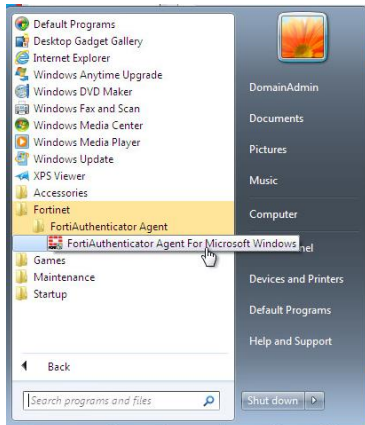 Default Programs
Desktop Gadget Gallery
Internet Explorer
Windows Anytime Upgrade
Windows DVD Maker
Windows Fax and Scan
Windows Media Center
Windows Media Player
Windows Update
XPS Viewer
Accessories
Fortinet
FortiAuthenticator Agent
FortiAuthenticator Agent For Microsoft Windows
Games
Maintenance
Startup
Back
Search programs and files
DomainAdmin
Documents
Pictures
Music
Computer
Devices and Printers
Default Programs
Help and Support
Shut down